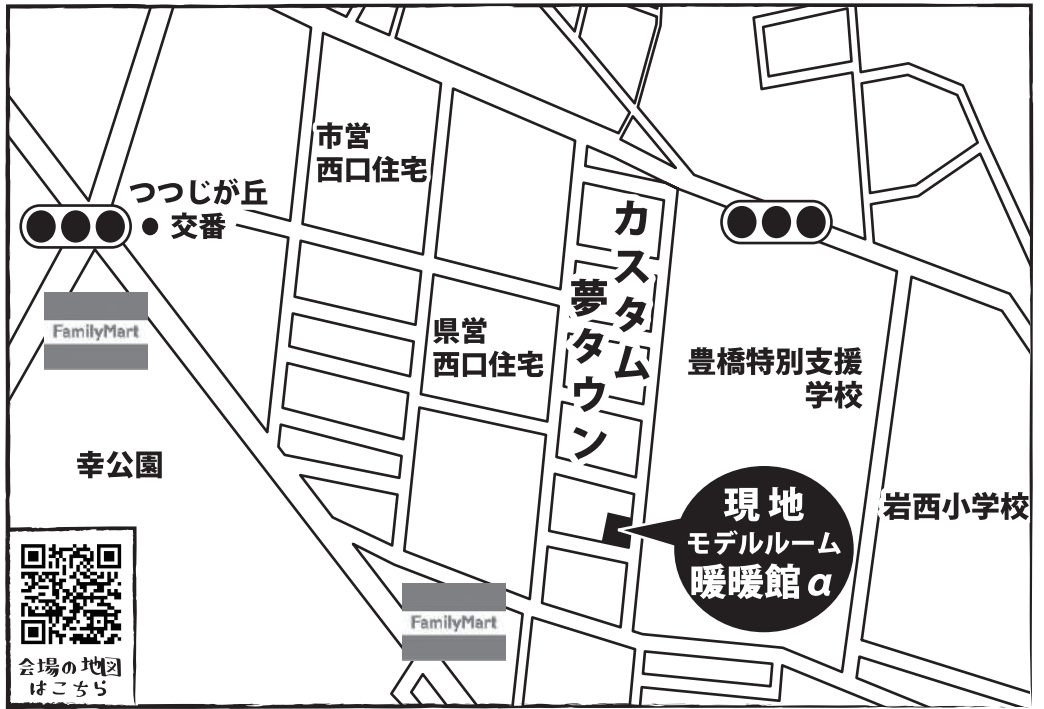 市営
西口住宅
つつじが丘
交番
カスタム
夢タウン
FamilyMart
県営
西口住宅
豊橋特別支援
学校
幸公園
現地
モデルルーム
暖暖館α
岩西小学校
FamilyMart
会場の地図
はこちら